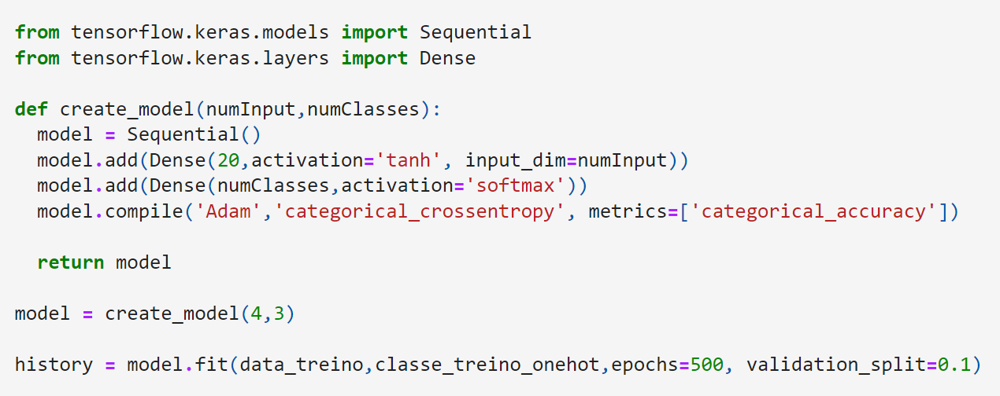 from tensorflow.keras.models import Sequential
from tensorflow.keras.layers import Dense
def create_model(numInput,numClasses):
  model = Sequential()
  model.add(Dense(20,activation='tanh', input_dim=numInput))
  model.add(Dense(numClasses,activation='softmax'))
  model.compile('Adam','categorical_crossentropy', metrics=['categorical_accuracy'])
  return model
model = create_model(4,3)
history = model.fit(data_treino,classe_treino_onehot,epochs=500, validation_split=0.1)